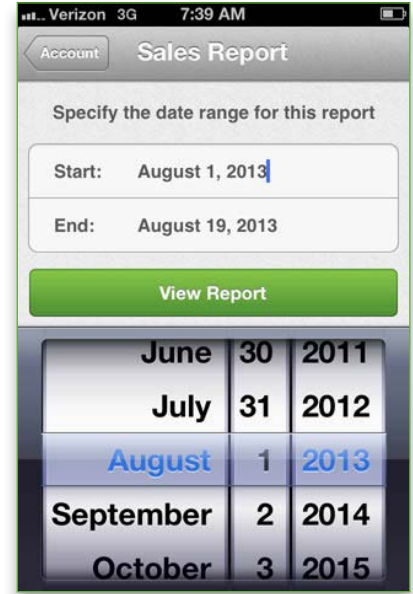 Verizon 3G 7:39 AM
Account Sales Report
Specify the date range for this report
Start: August 1, 2013
End: August 19, 2013
View Report
June 30 2011
July 31 2012
August 1 2013
September 2 2014
October 3 2015